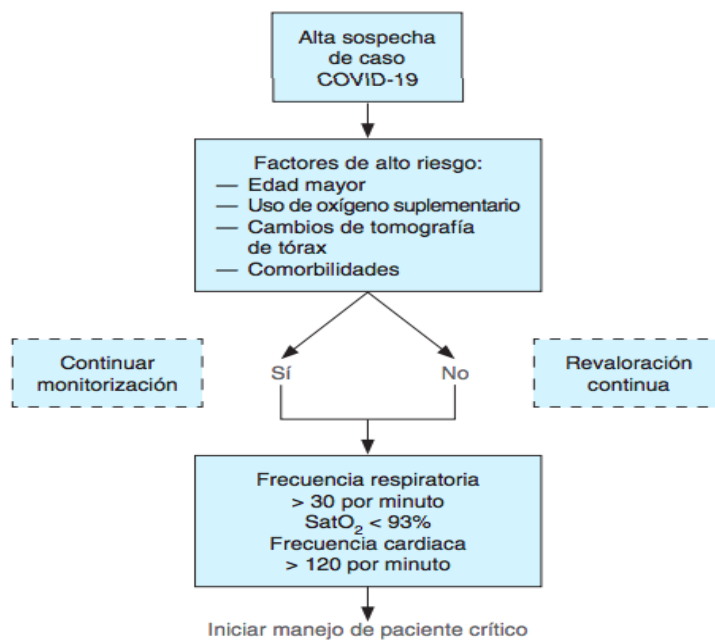 Alta sospecha
de caso
COVID-19
Factores de alto riesgo:
— Edad mayor
— Uso de oxígeno suplementario
— Cambios de tomografía
de tórax
— Comorbilidades
Continuar
monitorización
Sí
No
Revaloración
continua
Frecuencia respiratoria
> 30 por minuto
SatO₂ < 93%
Frecuencia cardiaca
> 120 por minuto
Iniciar manejo de paciente crítico